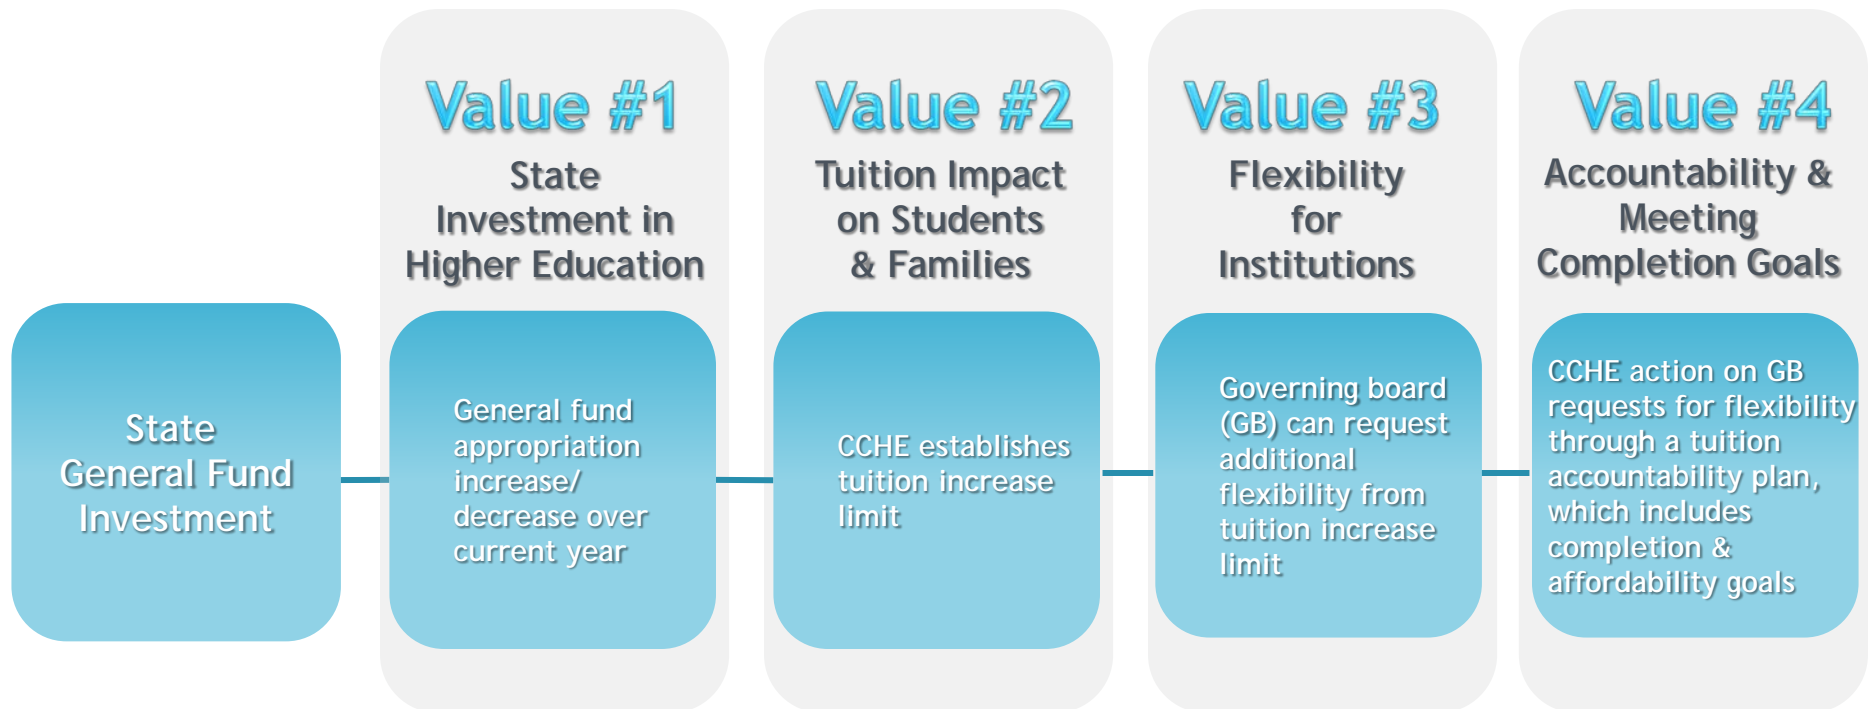 State
General Fund
Investment
Value #1
State
Investment in
Higher Education
General fund
appropriation
increase/
decrease over
current year
Value #2
Tuition Impact
on Students
& Families
CCHE establishes
tuition increase
limit
Value #3
Flexibility
for
Institutions
Governing board
(GB) can request
additional
flexibility from
tuition increase
limit
Value #4
Accountability &
Meeting
Completion Goals
CCHE action on GB
requests for flexibility
through a tuition
accountability plan,
which includes
completion &
affordability goals